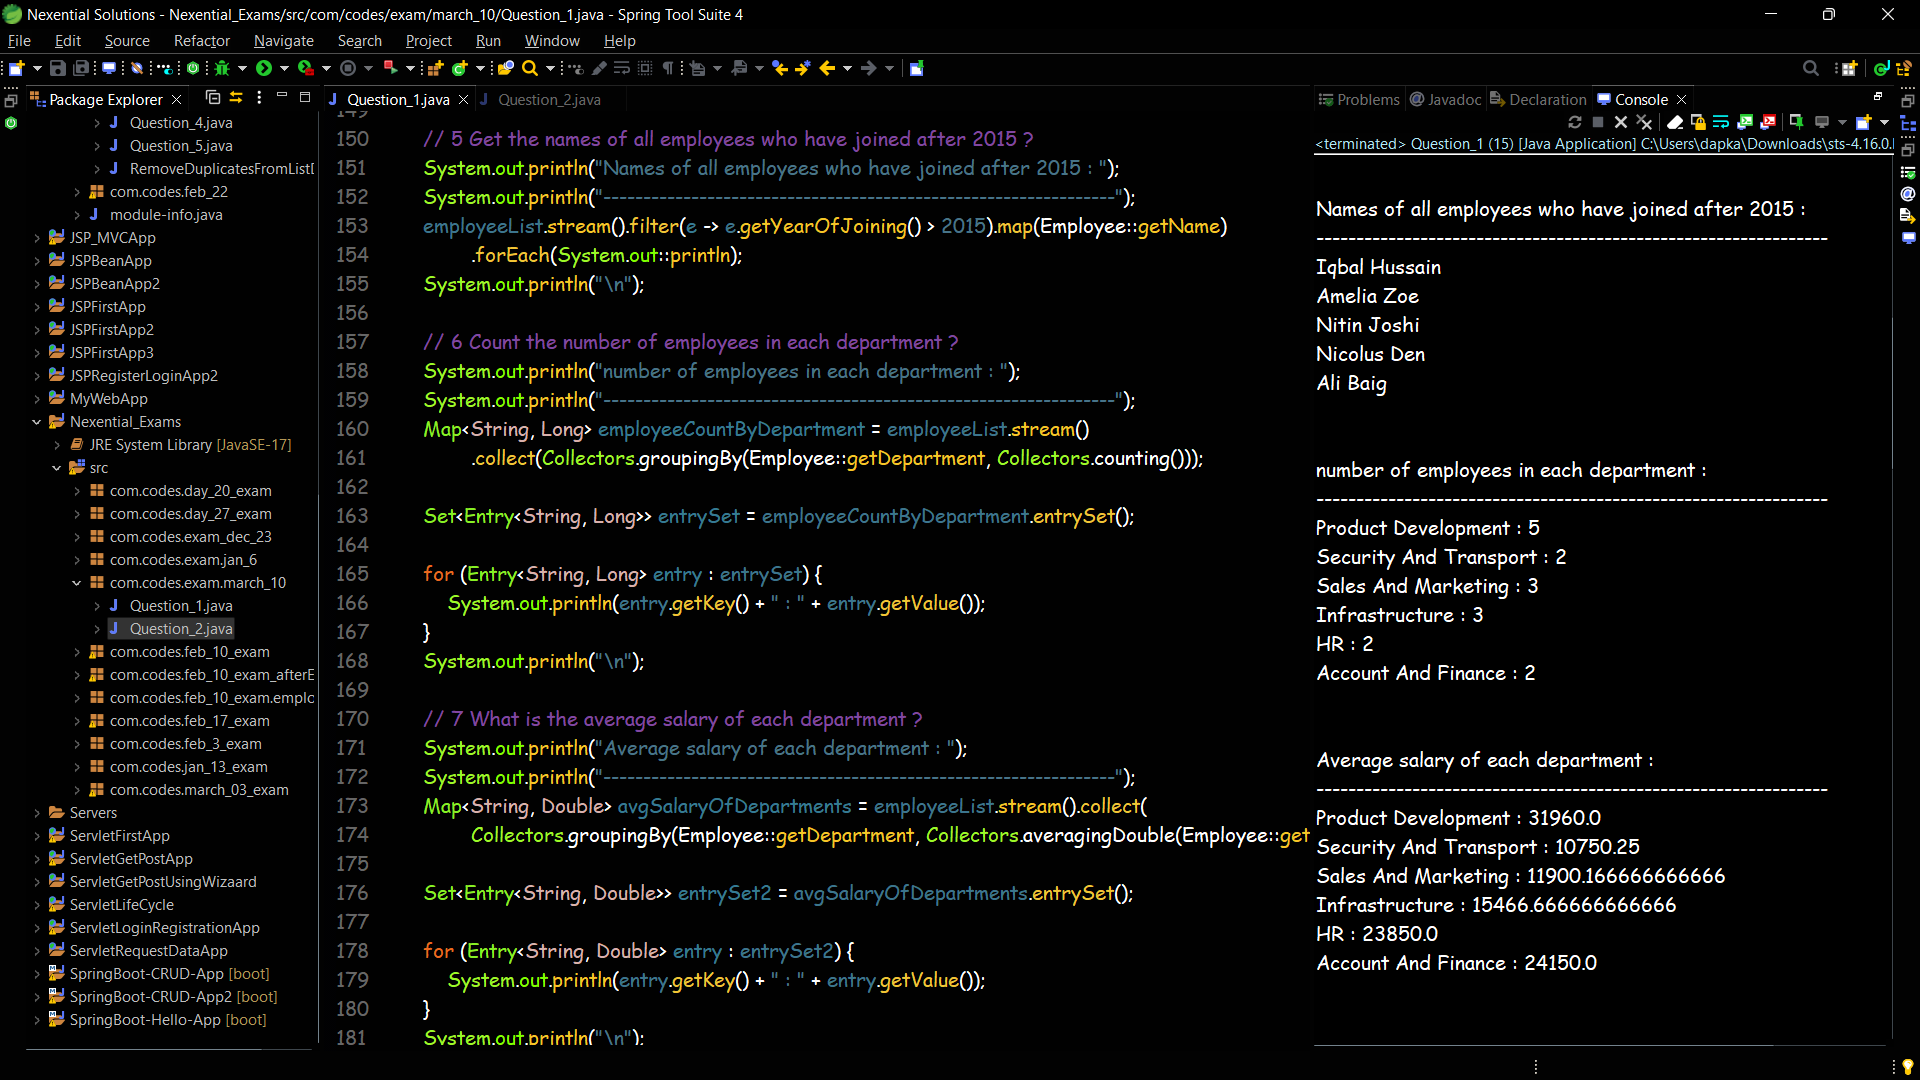 Nexential Solutions - Nexential_Exams/src/com/codes/exam/march_10/Question_1.java - Spring Tool Suite 4
File Edit Source Refactor Navigate Search Project Run Window Help
Package Explorer
Question_4.java
Question_5.java
RemoveDuplicatesFromList
com.codes.feb_22
module-info.java
JSP_MVCApp
JSPBeanApp
JSPBeanApp2
JSPFirstApp
JSPFirstApp2
JSPFirstApp3
JSPRegisterLoginApp2
MyWebApp
Nexential_Exams
JRE System Library [JavaSE-17]
src
com.codes.day_20_exam
com.codes.day_27_exam
com.codes.exam_dec_23
com.codes.exam.jan_6
com.codes.exam.march_10
Question_1.java
Question_2.java
com.codes.feb_10_exam
com.codes.feb_10_exam_afterE
com.codes.feb_10_exam.emplo
com.codes.feb_17_exam
com.codes.feb_3_exam
com.codes.jan_13_exam
com.codes.march_03_exam
Servers
ServletFirstApp
ServletGetPostApp
ServletGetPostUsingWizaard
ServletLifeCycle
ServletLoginRegistrationApp
ServletRequestDataApp
SpringBoot-CRUD-App [boot]
SpringBoot-CRUD-App2 [boot]
SpringBoot-Hello-App [boot]
Question_1.java Question_2.java
149
150 // 5 Get the names of all employees who have joined after 2015 ?
151 System.out.println("Names of all employees who have joined after 2015 : ");
152 System.out.println("----------------------------------------------------------------");
153 employeeList.stream().filter(e -> e.getYearOfJoining() > 2015).map(Employee::getName)
154 .forEach(System.out::println);
155 System.out.println("\n");
156
157 // 6 Count the number of employees in each department ?
158 System.out.println("number of employees in each department : ");
159 System.out.println("----------------------------------------------------------------");
160 Map<String, Long> employeeCountByDepartment = employeeList.stream()
161 .collect(Collectors.groupingBy(Employee::getDepartment, Collectors.counting()));
162
163 Set<Entry<String, Long>> entrySet = employeeCountByDepartment.entrySet();
164
165 for (Entry<String, Long> entry : entrySet) {
166 System.out.println(entry.getKey() + " : " + entry.getValue());
167 }
168 System.out.println("\n");
169
170 // 7 What is the average salary of each department ?
171 System.out.println("Average salary of each department : ");
172 System.out.println("----------------------------------------------------------------");
173 Map<String, Double> avgSalaryOfDepartments = employeeList.stream().collect(
174 Collectors.groupingBy(Employee::getDepartment, Collectors.averagingDouble(Employee::get
175
176 Set<Entry<String, Double>> entrySet2 = avgSalaryOfDepartments.entrySet();
177
178 for (Entry<String, Double> entry : entrySet2) {
179 System.out.println(entry.getKey() + " : " + entry.getValue());
180 }
181 System.out.println("\n");
Problems Javadoc Declaration Console
<terminated> Question_1 (15) [Java Application] C:\Users\dapka\Downloads\sts-4.16.0.
Names of all employees who have joined after 2015 :
----------------------------------------------------------------
Iqbal Hussain
Amelia Zoe
Nitin Joshi
Nicolus Den
Ali Baig
number of employees in each department :
----------------------------------------------------------------
Product Development : 5
Security And Transport : 2
Sales And Marketing : 3
Infrastructure : 3
HR : 2
Account And Finance : 2
Average salary of each department :
----------------------------------------------------------------
Product Development : 31960.0
Security And Transport : 10750.25
Sales And Marketing : 11900.166666666666
Infrastructure : 15466.666666666666
HR : 23850.0
Account And Finance : 24150.0